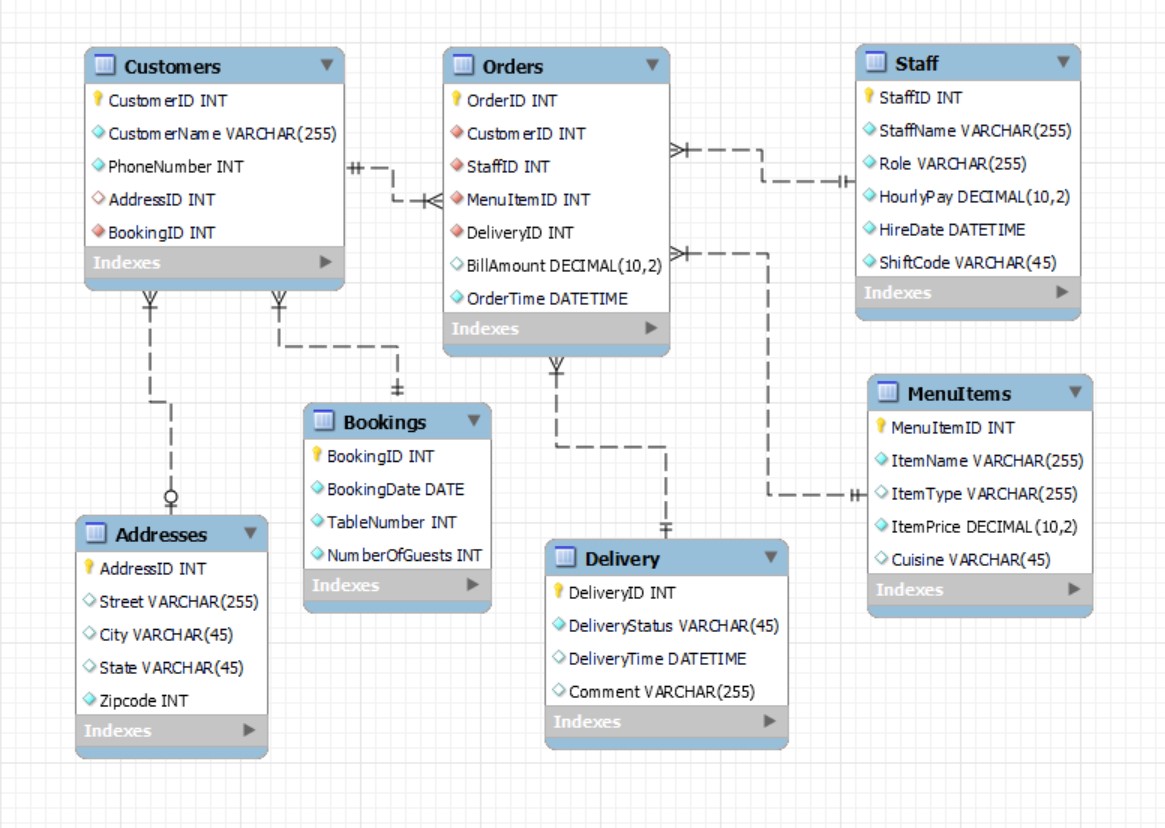 Customers
CustomerID INT
CustomerName VARCHAR(255)
PhoneNumber INT
AddressID INT
BookingID INT
Indexes
Orders
OrderID INT
CustomerID INT
StaffID INT
MenuItemID INT
DeliveryID INT
BillAmount DECIMAL(10,2)
OrderTime DATETIME
Indexes
Staff
StaffID INT
StaffName VARCHAR(255)
Role VARCHAR(255)
HourlyPay DECIMAL(10,2)
HireDate DATETIME
ShiftCode VARCHAR(45)
Indexes
Bookings
BookingID INT
BookingDate DATE
TableNumber INT
NumberOfGuests INT
Indexes
MenuItems
MenuItemID INT
ItemName VARCHAR(255)
ItemType VARCHAR(255)
ItemPrice DECIMAL(10,2)
Cuisine VARCHAR(45)
Indexes
Addresses
AddressID INT
Street VARCHAR(255)
City VARCHAR(45)
State VARCHAR(45)
Zipcode INT
Indexes
Delivery
DeliveryID INT
DeliveryStatus VARCHAR(45)
DeliveryTime DATETIME
Comment VARCHAR(255)
Indexes